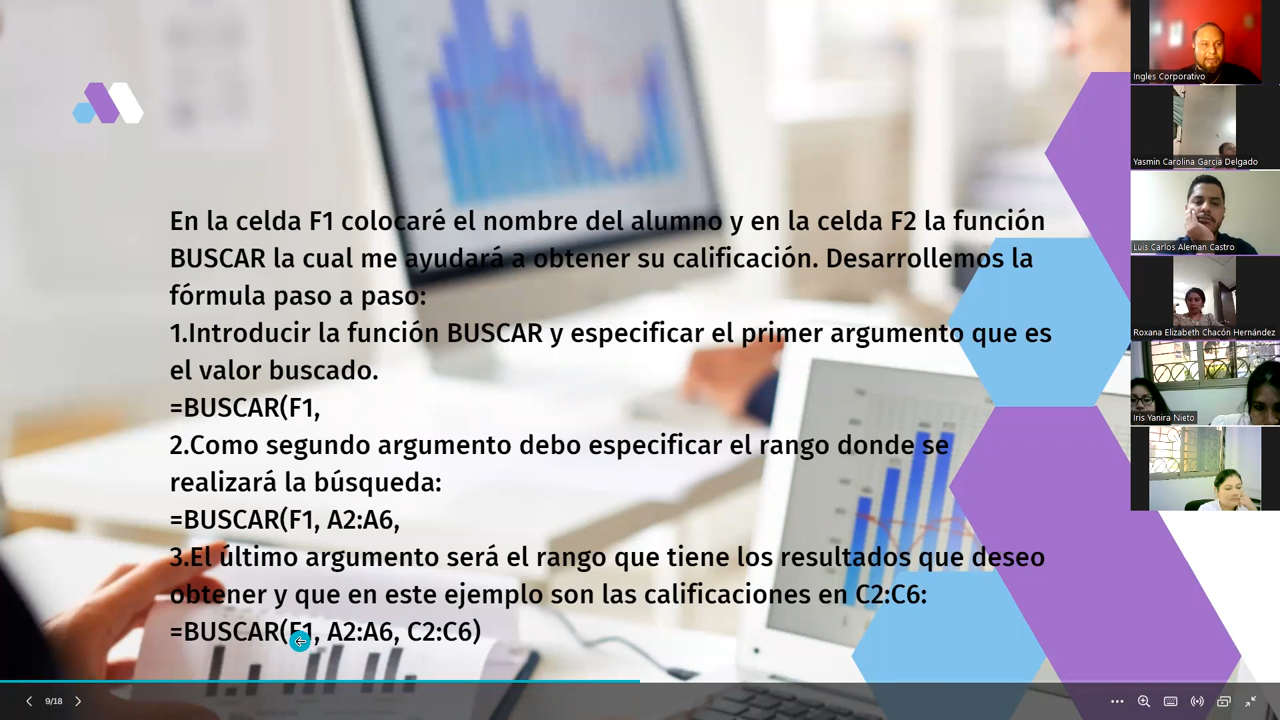 En la celda F1 colocaré el nombre del alumno y en la celda F2 la función
BUSCAR la cual me ayudará a obtener su calificación. Desarrollemos la
fórmula paso a paso:
1.Introducir la función BUSCAR y especificar el primer argumento que es
el valor buscado.
=BUSCAR(F1,
2.Como segundo argumento debo especificar el rango donde se
realizará la búsqueda:
=BUSCAR(F1, A2:A6,
3.El último argumento será el rango que tiene los resultados que deseo
obtener y que en este ejemplo son las calificaciones en C2:C6:
=BUSCAR(F1, A2:A6, C2:C6)
9/18
Ingles Corporativo
Yasmin Carolina Garcia Delgado
Luis Carlos Aleman Castro
Roxana Elizabeth Chacón Hernández
Iris Yanira Nieto